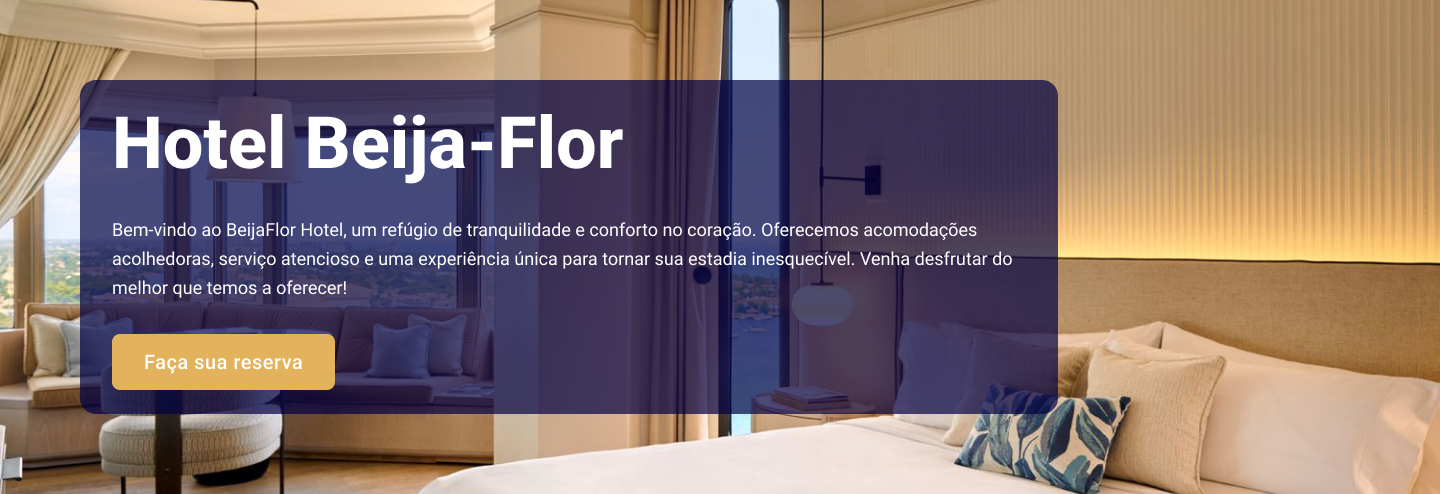 Hotel Beija-Flor
Bem-vindo ao BeijaFlor Hotel, um refúgio de tranquilidade e conforto no coração. Oferecemos acomodações
acolhedoras, serviço atencioso e uma experiência única para tornar sua estadia inesquecível. Venha desfrutar do
melhor que temos a oferecer!
Faça sua reserva